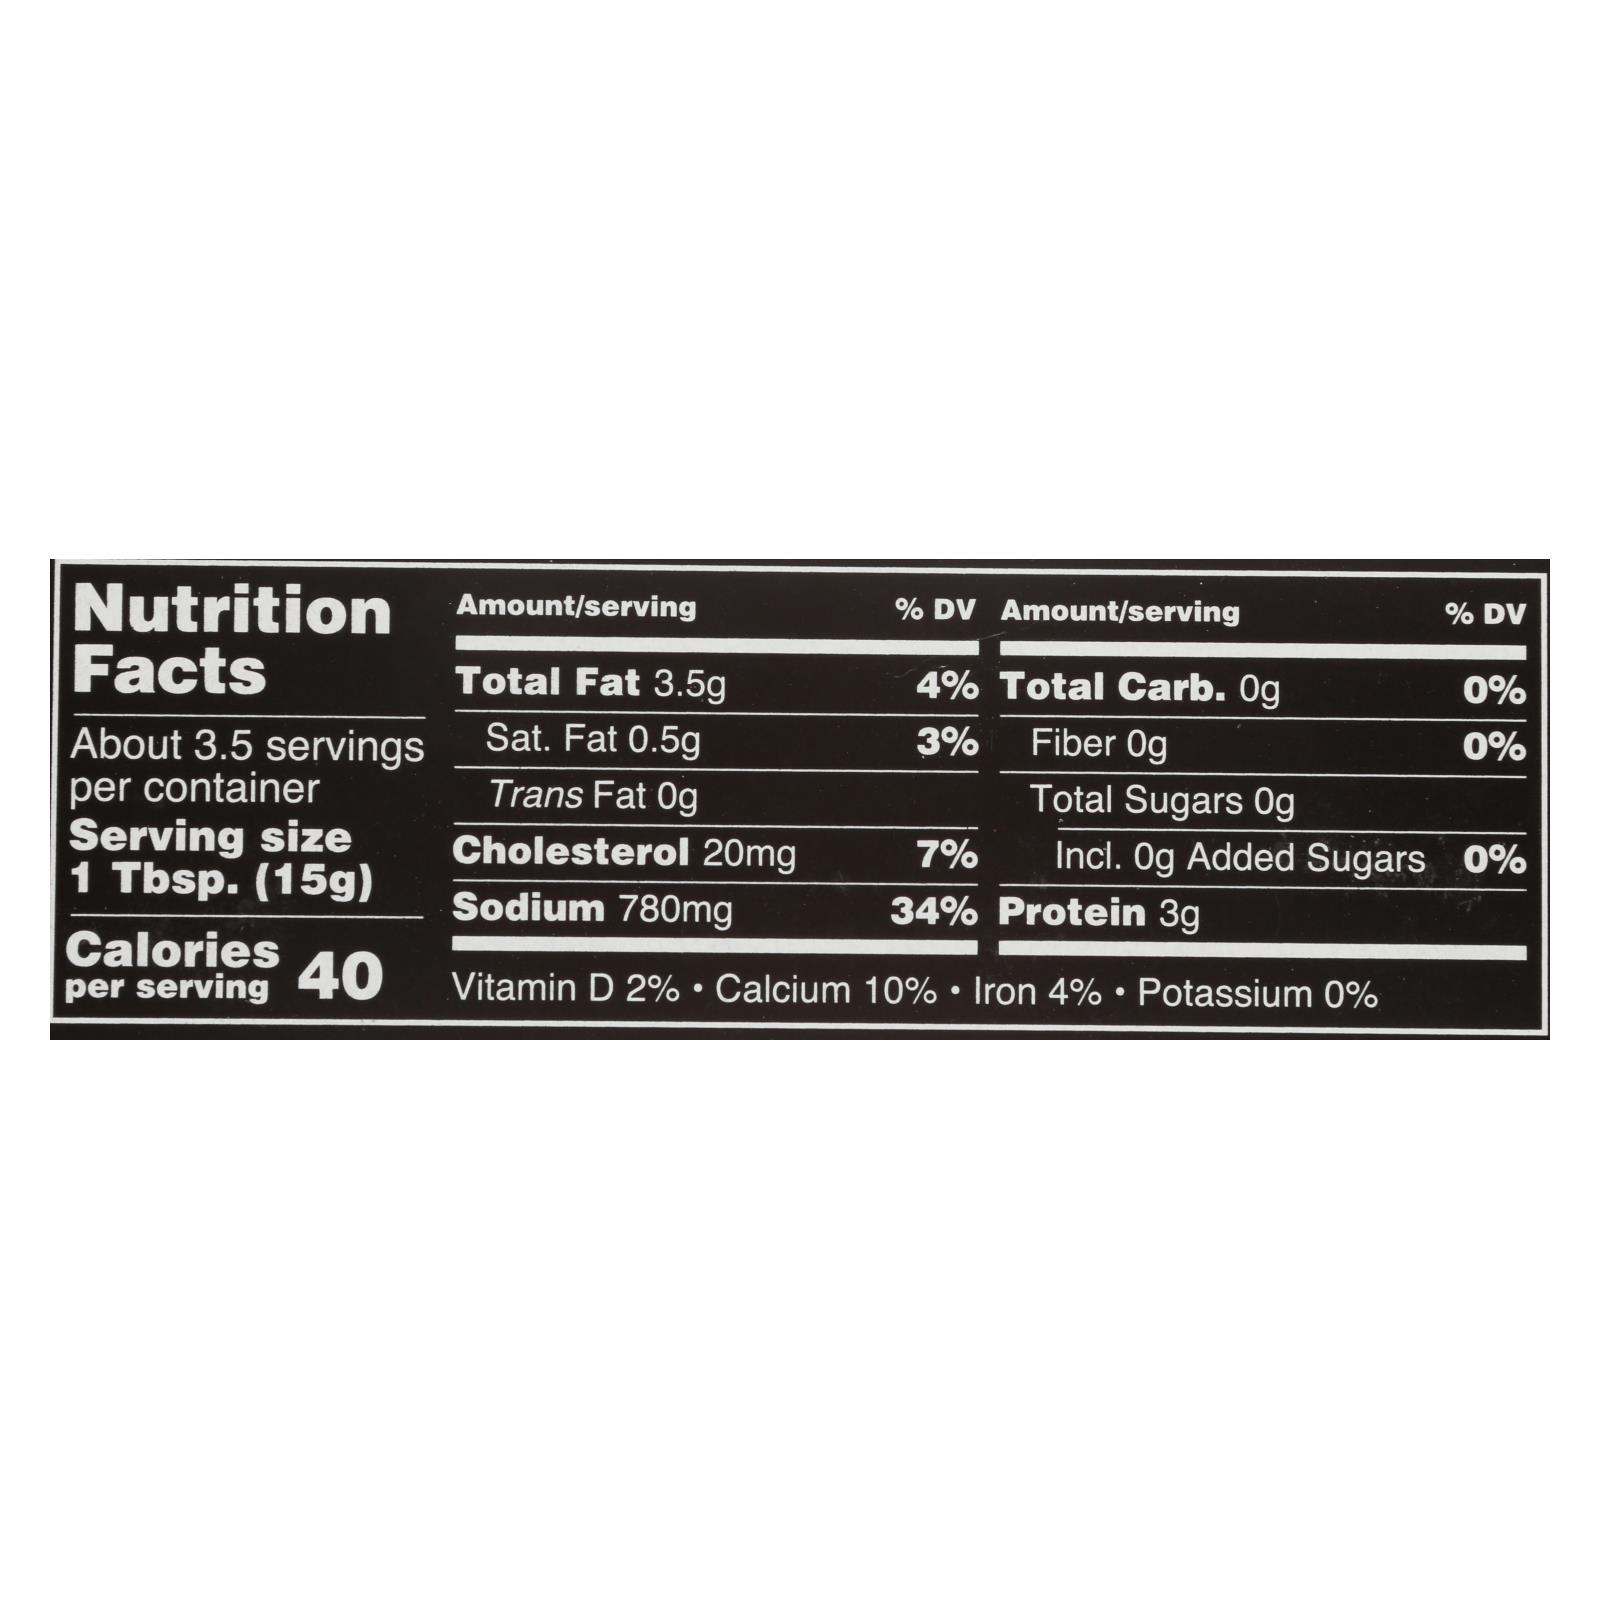 Nutrition
Facts
About 3.5 servings
per container
Serving size
1 Tbsp. (15g)
Calories
per serving 40
Amount/serving % DV
Total Fat 3.5g 4%
Sat. Fat 0.5g 3%
Trans Fat 0g
Cholesterol 20mg 7%
Sodium 780mg 34%
Amount/serving % DV
Total Carb. 0g 0%
Fiber 0g 0%
Total Sugars 0g
Incl. 0g Added Sugars 0%
Protein 3g
Vitamin D 2% • Calcium 10% • Iron 4% • Potassium 0%